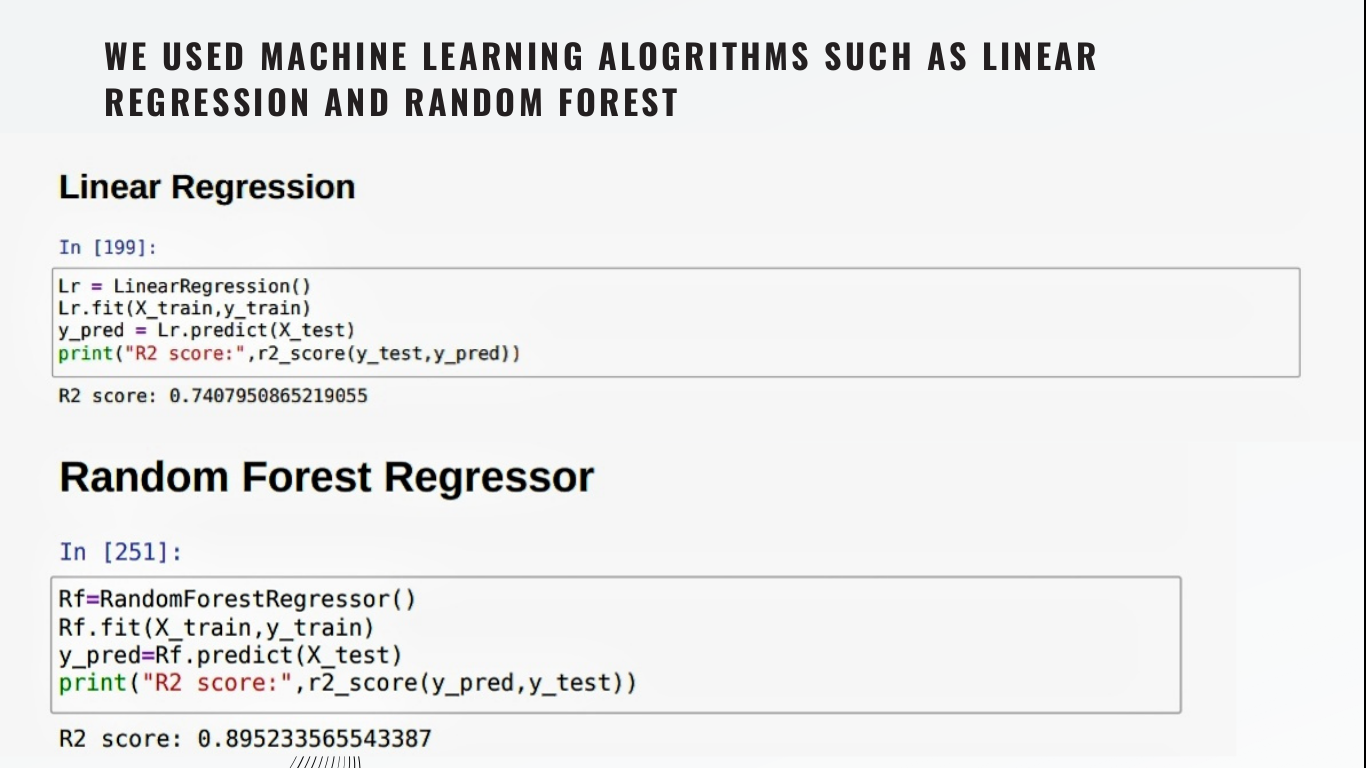 WE USED MACHINE LEARNING ALOGRITHMS SUCH AS LINEAR
REGRESSION AND RANDOM FOREST
Linear Regression
In [199]:
Lr = LinearRegression()
Lr.fit(X_train,y_train)
y_pred = Lr.predict(X_test)
print("R2 score:",r2_score(y_test,y_pred))
R2 score: 0.7407950865219055
Random Forest Regressor
In [251]:
Rf=RandomForestRegressor()
Rf.fit(X_train,y_train)
y_pred=Rf.predict(X_test)
print("R2 score:",r2_score(y_pred,y_test))
R2 score: 0.895233565543387